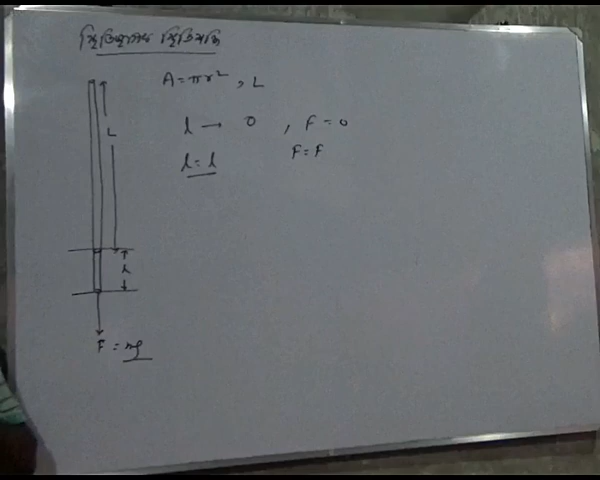 স্থিতিস্থাপক স্থিতিশক্তি
A = πr² , L
l → 0 , F = 0
l = l F = F
L
l
F = mg